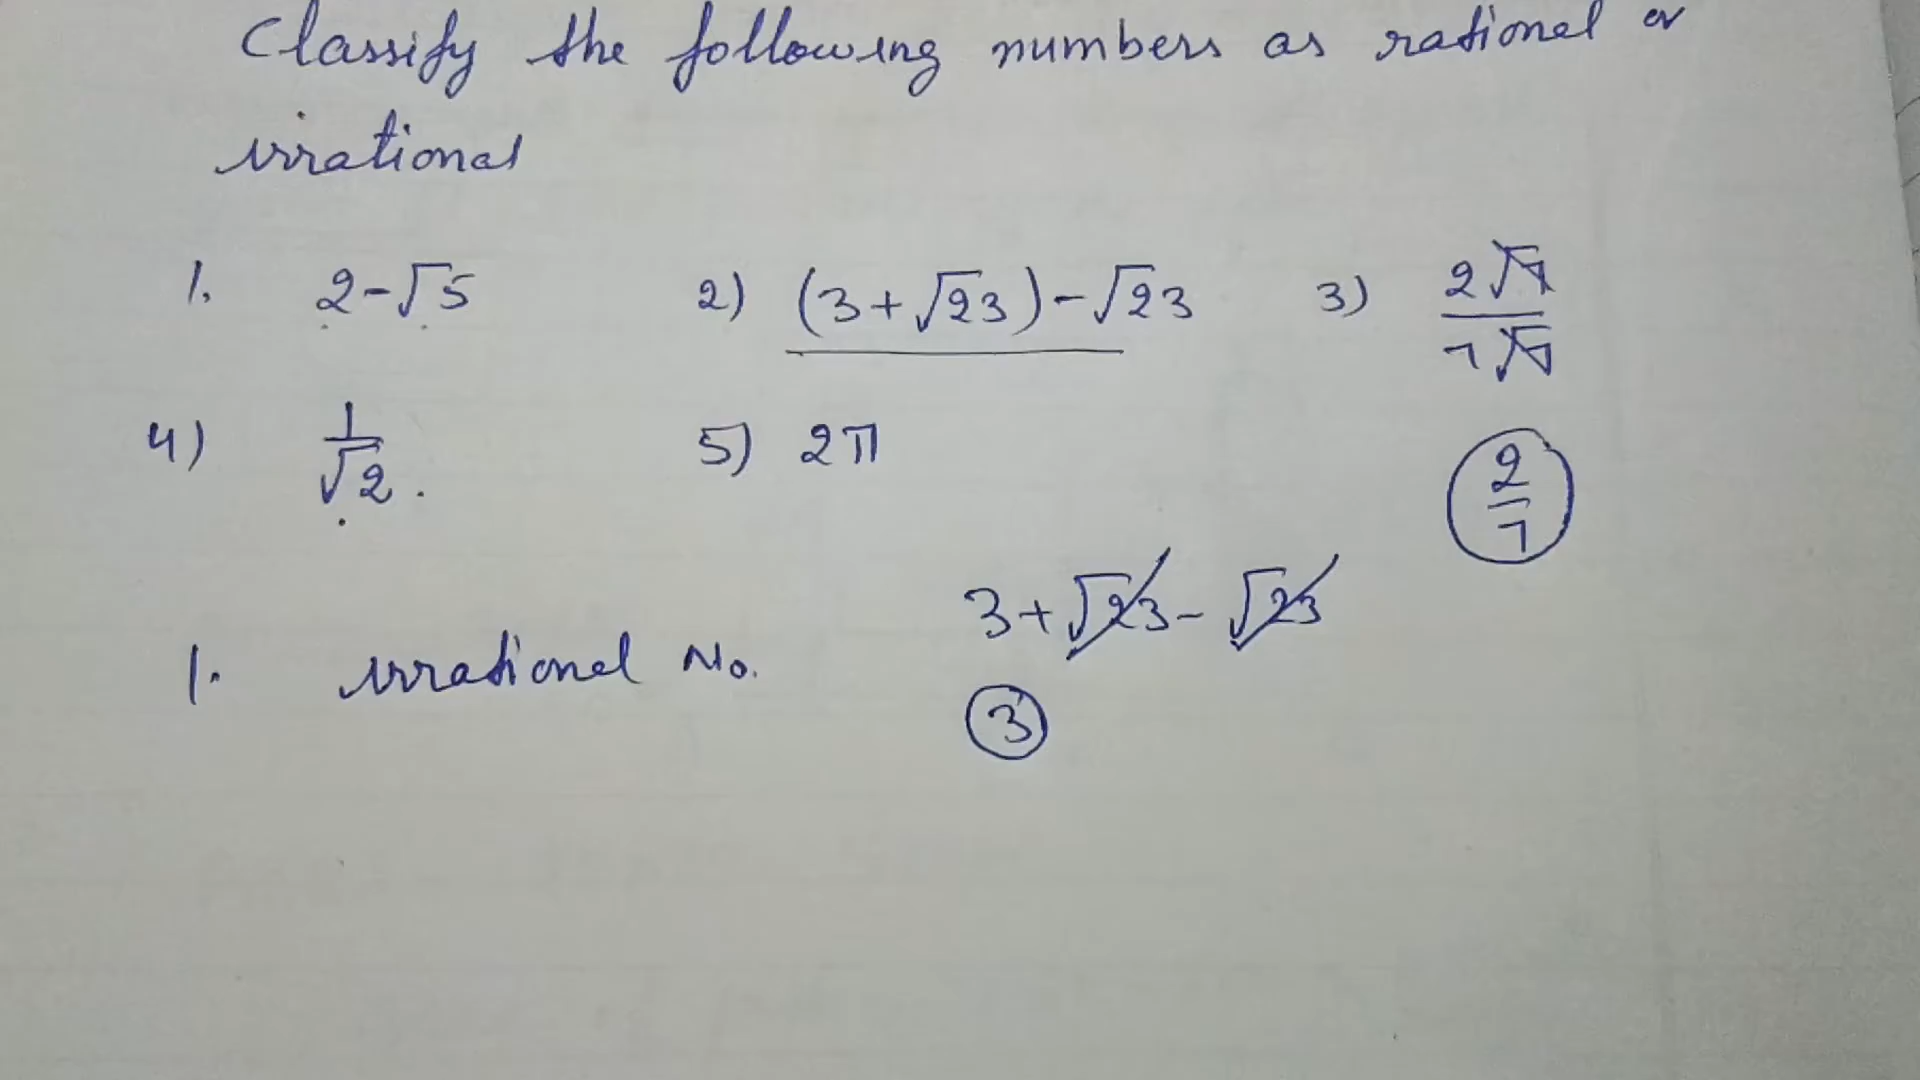 Classify the following numbers as rational or
irrational
1. 2-√5 2) (3+√23)-√23 3) 2√7/7√7
4) 1/√2. 5) 2π
2/7
3+√23-√23
1. irrational No.
3